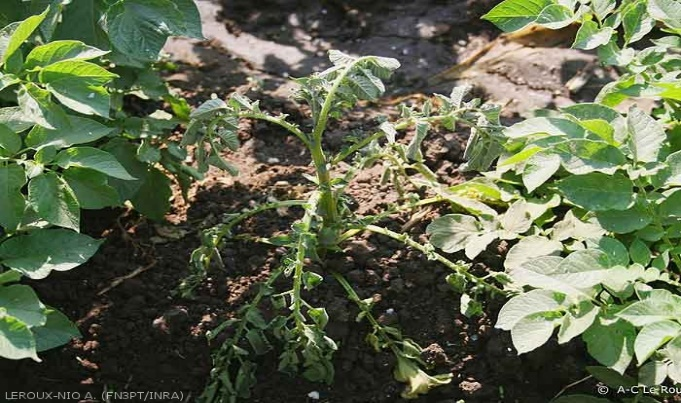 LEROUX-NIO A. (FN3PT/INRA)
© A-C Le Rou